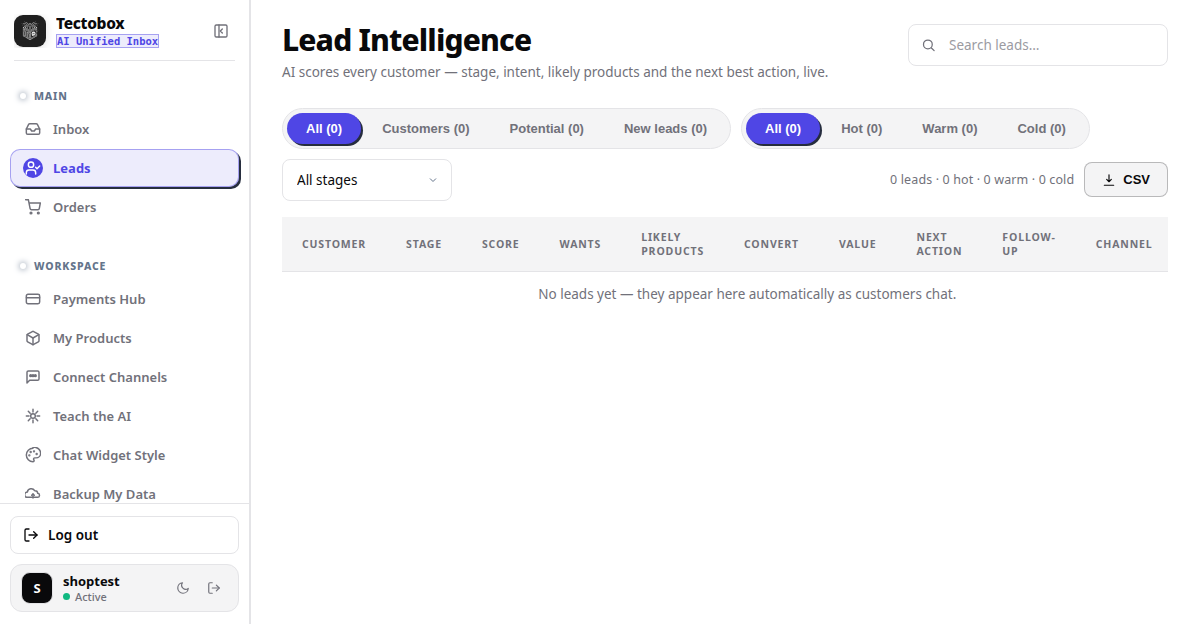 Tectobox
AI Unified Inbox
MAIN
Inbox
Leads
Orders
WORKSPACE
Payments Hub
My Products
Connect Channels
Teach the AI
Chat Widget Style
Backup My Data
Log out
S
shoptest
Active
Lead Intelligence
AI scores every customer — stage, intent, likely products and the next best action, live.
Search leads...
All (0) Customers (0) Potential (0) New leads (0)
All (0) Hot (0) Warm (0) Cold (0)
All stages
0 leads · 0 hot · 0 warm · 0 cold
CSV
CUSTOMER STAGE SCORE WANTS LIKELY PRODUCTS CONVERT VALUE NEXT ACTION FOLLOW-UP CHANNEL
No leads yet — they appear here automatically as customers chat.